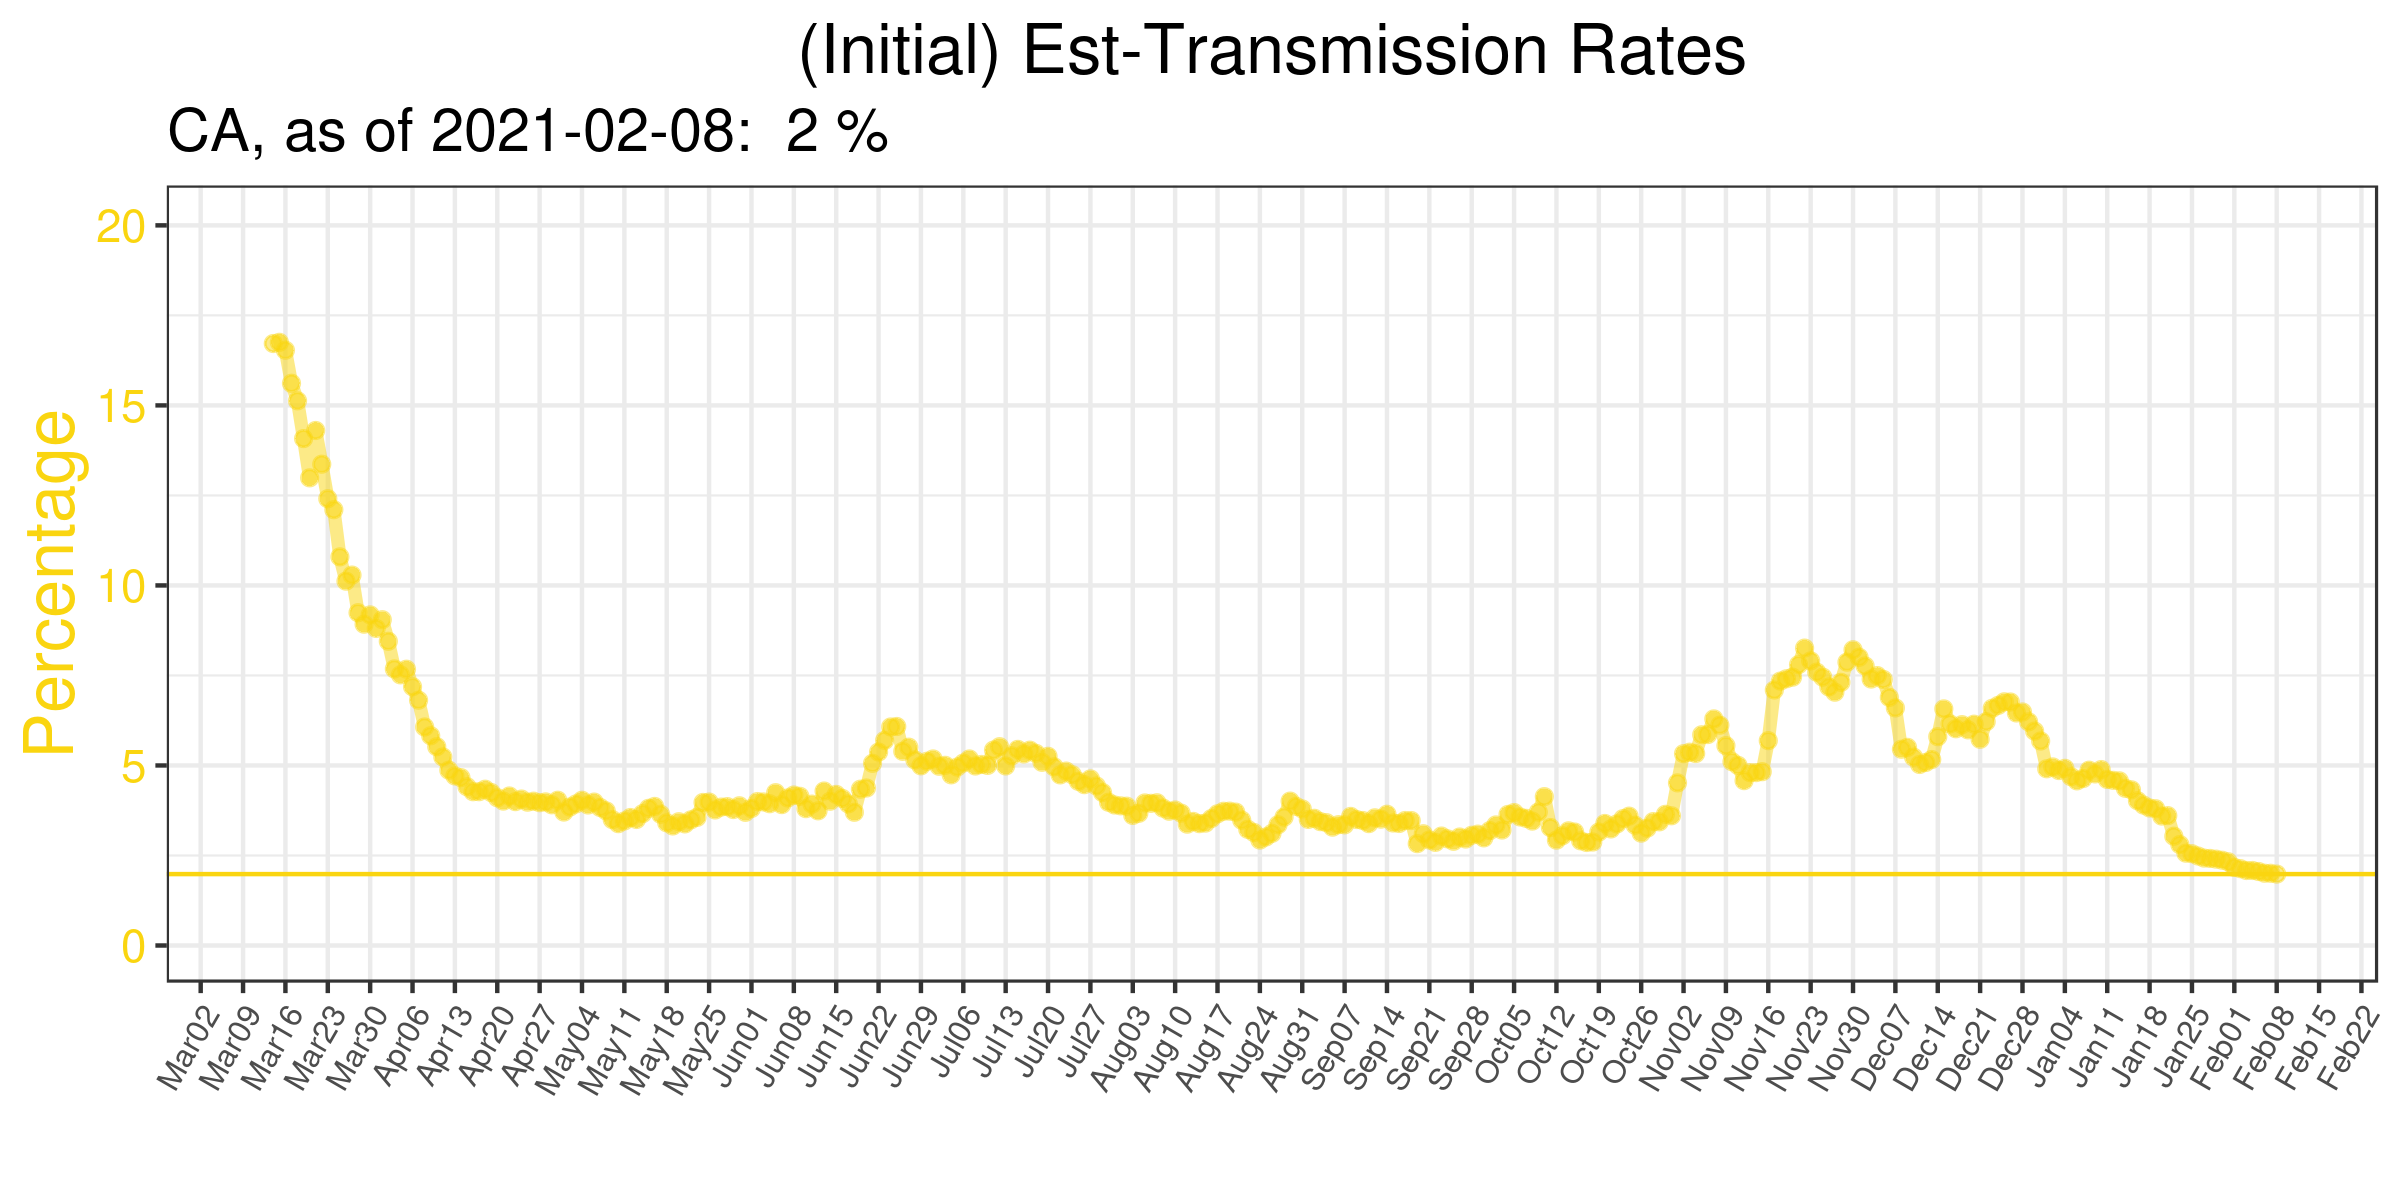 (Initial) Est-Transmission Rates
CA, as of 2021-02-08:  2 %
Percentage
20
15
10
5
0
Mar02 Mar09 Mar16 Mar23 Mar30 Apr06 Apr13 Apr20 Apr27 May04 May11 May18 May25 Jun01 Jun08 Jun15 Jun22 Jun29 Jul06 Jul13 Jul20 Jul27 Aug03 Aug10 Aug17 Aug24 Aug31 Sep07 Sep14 Sep21 Sep28 Oct05 Oct12 Oct19 Oct26 Nov02 Nov09 Nov16 Nov23 Nov30 Dec07 Dec14 Dec21 Dec28 Jan04 Jan11 Jan18 Jan25 Feb01 Feb08 Feb15 Feb22